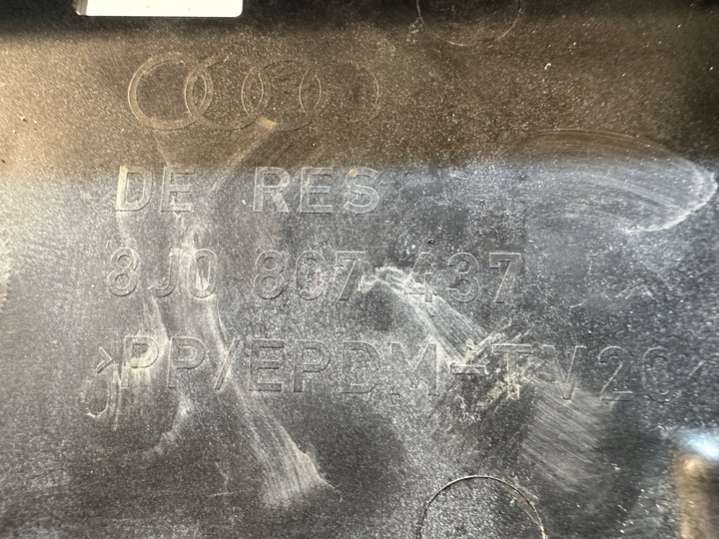 DE RES
8J0 807 437
>PP/EPDM-TV20<